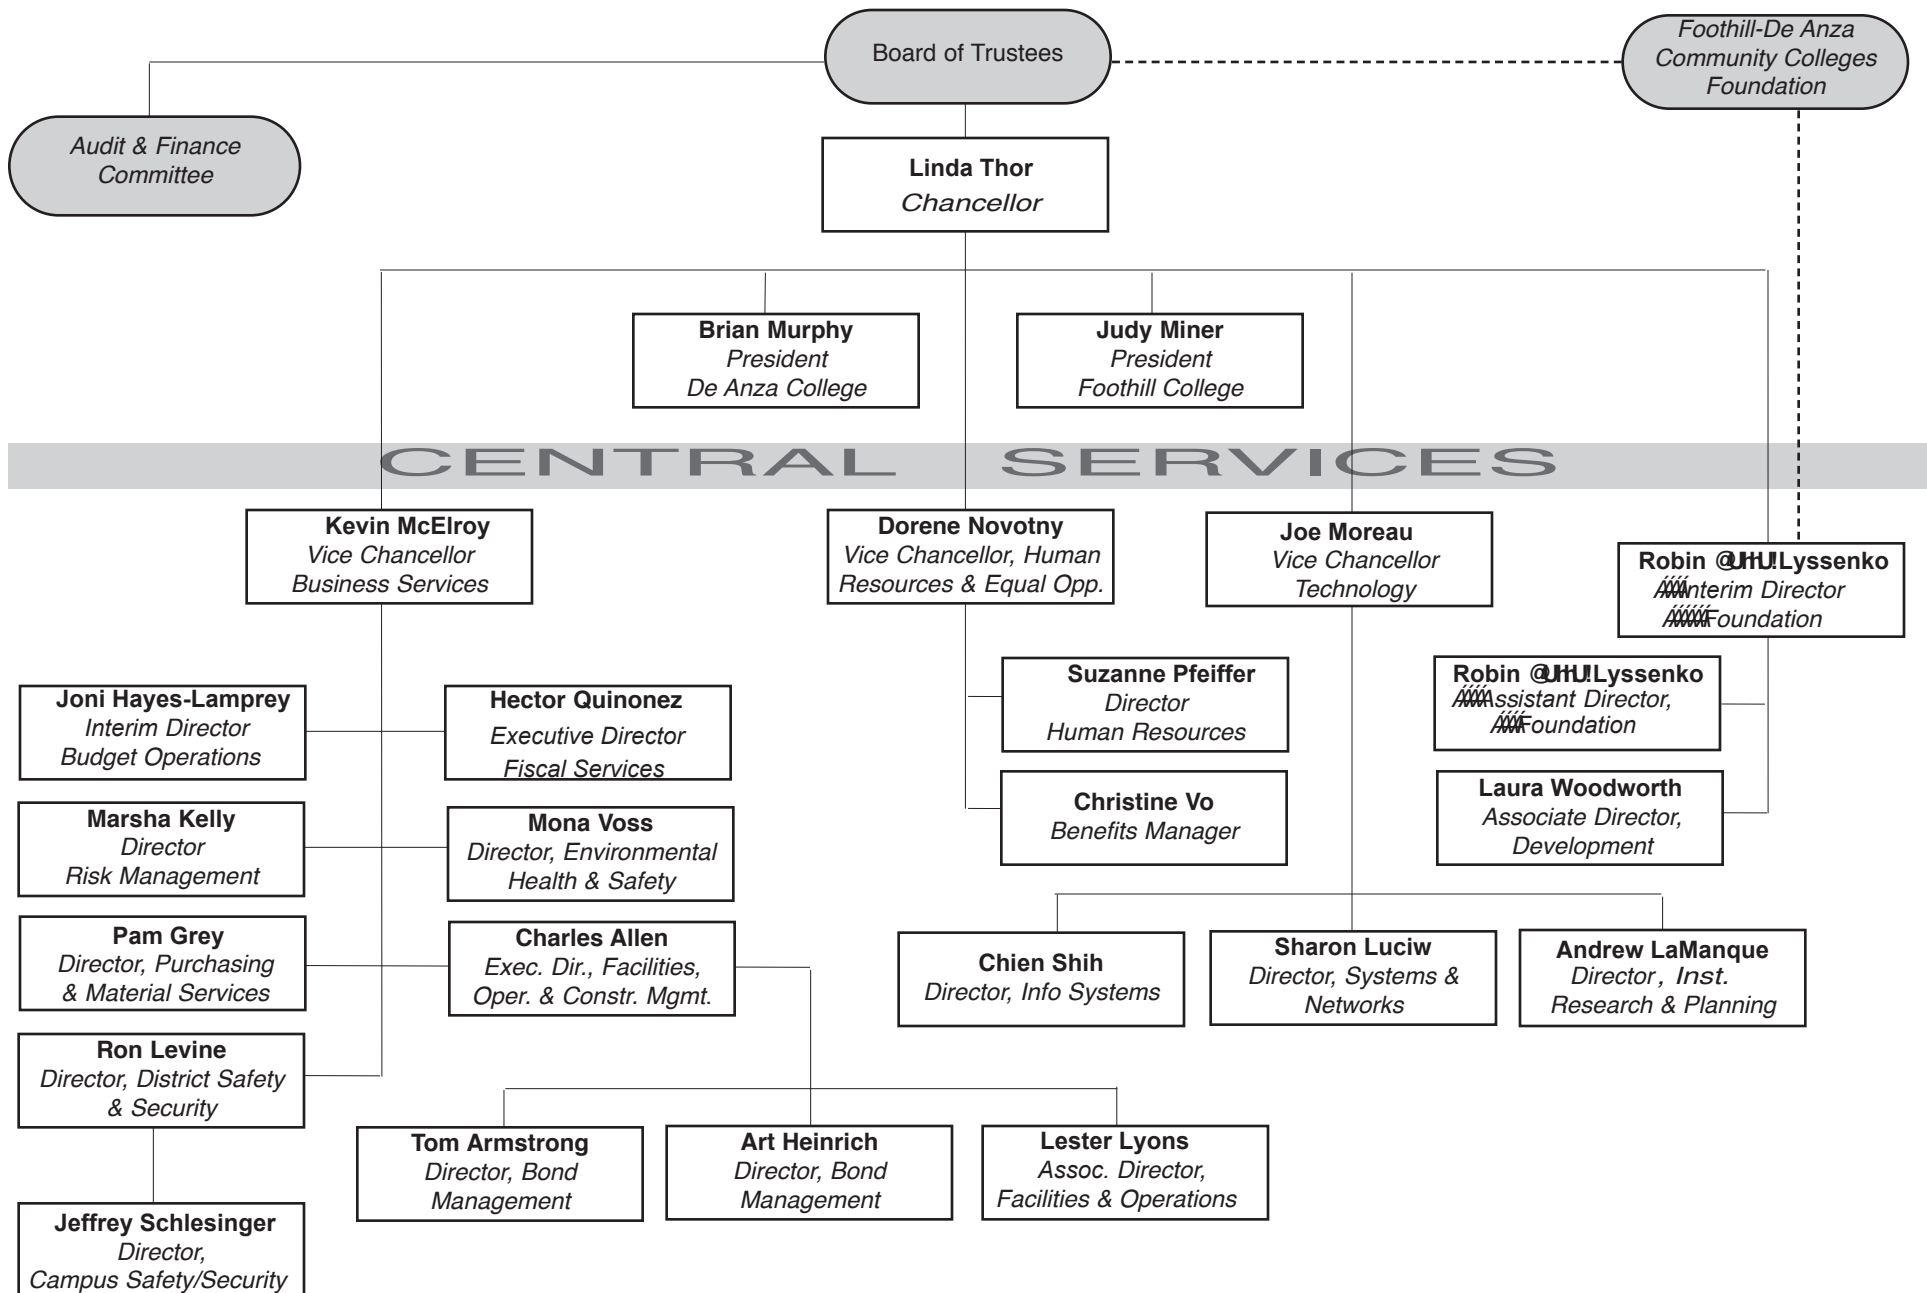 Board of Trustees
Foothill-De Anza
Community Colleges
Foundation
Audit & Finance
Committee
Linda Thor
Chancellor
Brian Murphy
President
De Anza College
Judy Miner
President
Foothill College
CENTRAL SERVICES
Kevin McElroy
Vice Chancellor
Business Services
Dorene Novotny
Vice Chancellor, Human
Resources & Equal Opp.
Joe Moreau
Vice Chancellor
Technology
Robin Lyssenko
Interim Director
Foundation
Joni Hayes-Lamprey
Interim Director
Budget Operations
Hector Quinonez
Executive Director
Fiscal Services
Suzanne Pfeiffer
Director
Human Resources
Robin Lyssenko
Assistant Director,
Foundation
Marsha Kelly
Director
Risk Management
Mona Voss
Director, Environmental
Health & Safety
Christine Vo
Benefits Manager
Laura Woodworth
Associate Director,
Development
Pam Grey
Director, Purchasing
& Material Services
Charles Allen
Exec. Dir., Facilities,
Oper. & Constr. Mgmt.
Chien Shih
Director, Info Systems
Sharon Luciw
Director, Systems &
Networks
Andrew LaManque
Director, Inst.
Research & Planning
Ron Levine
Director, District Safety
& Security
Tom Armstrong
Director, Bond
Management
Art Heinrich
Director, Bond
Management
Lester Lyons
Assoc. Director,
Facilities & Operations
Jeffrey Schlesinger
Director,
Campus Safety/Security